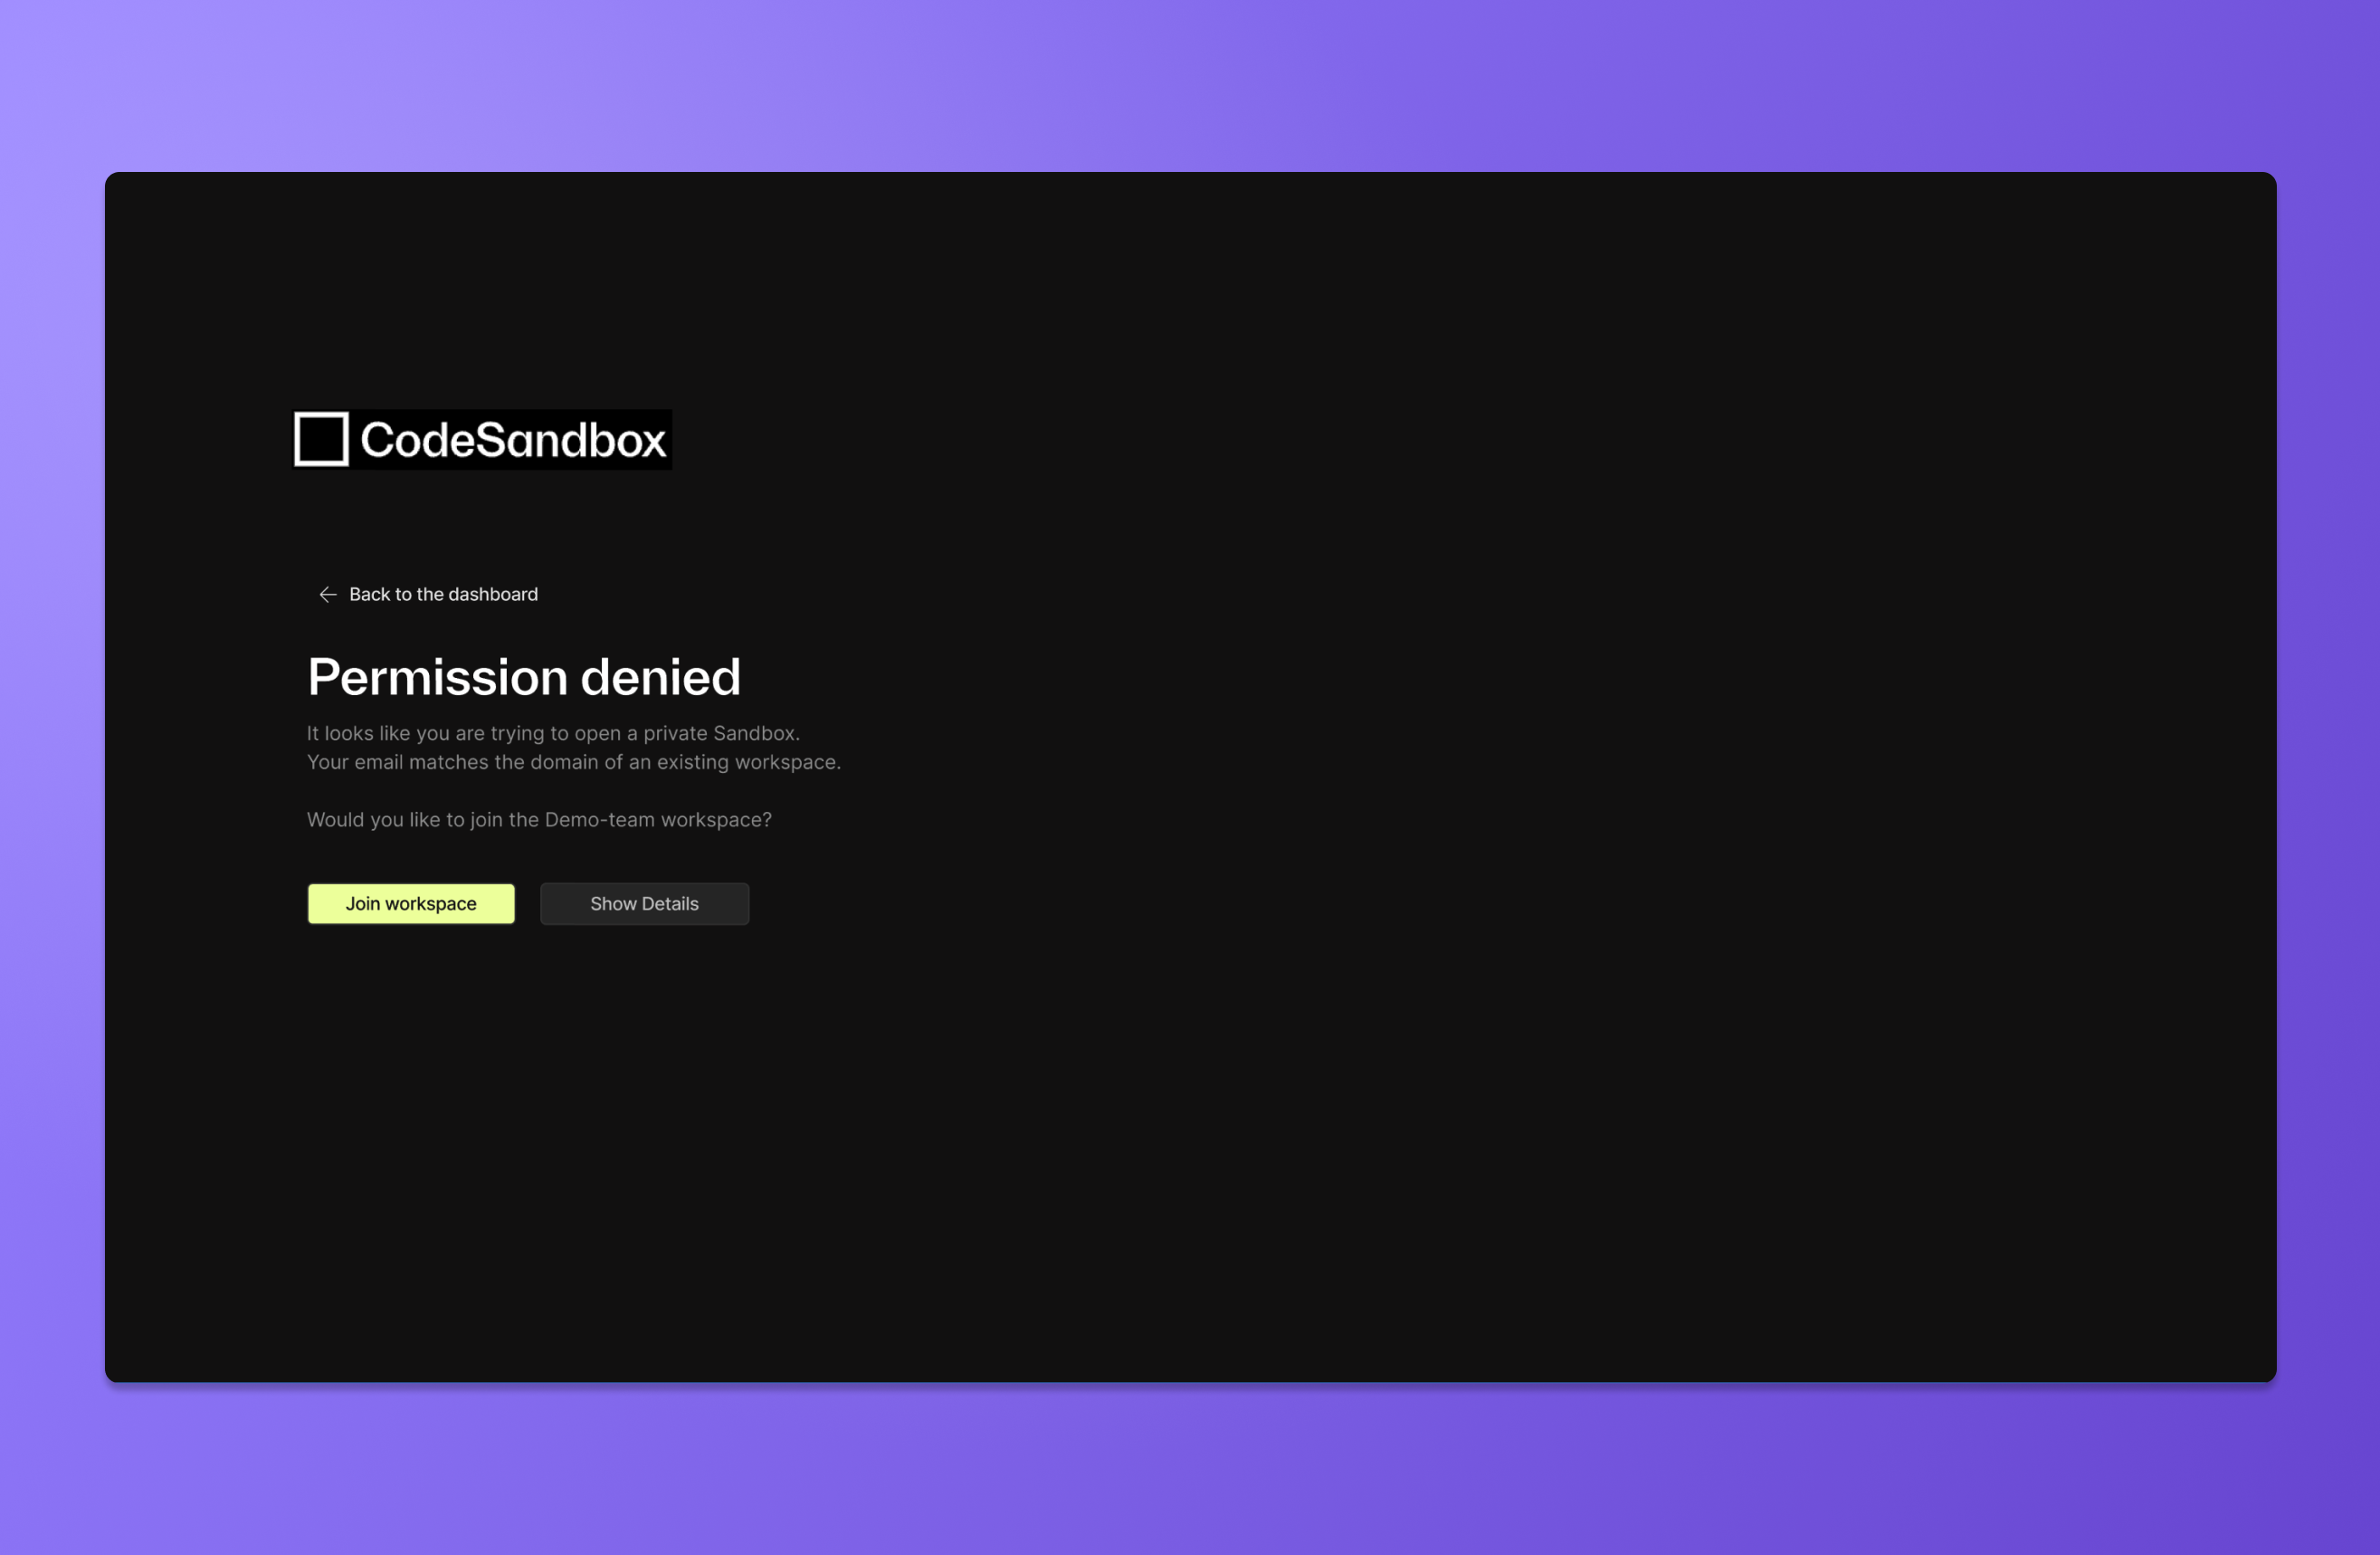 CodeSandbox
Back to the dashboard
Permission denied
It looks like you are trying to open a private Sandbox.
Your email matches the domain of an existing workspace.
Would you like to join the Demo-team workspace?
Join workspace
Show Details